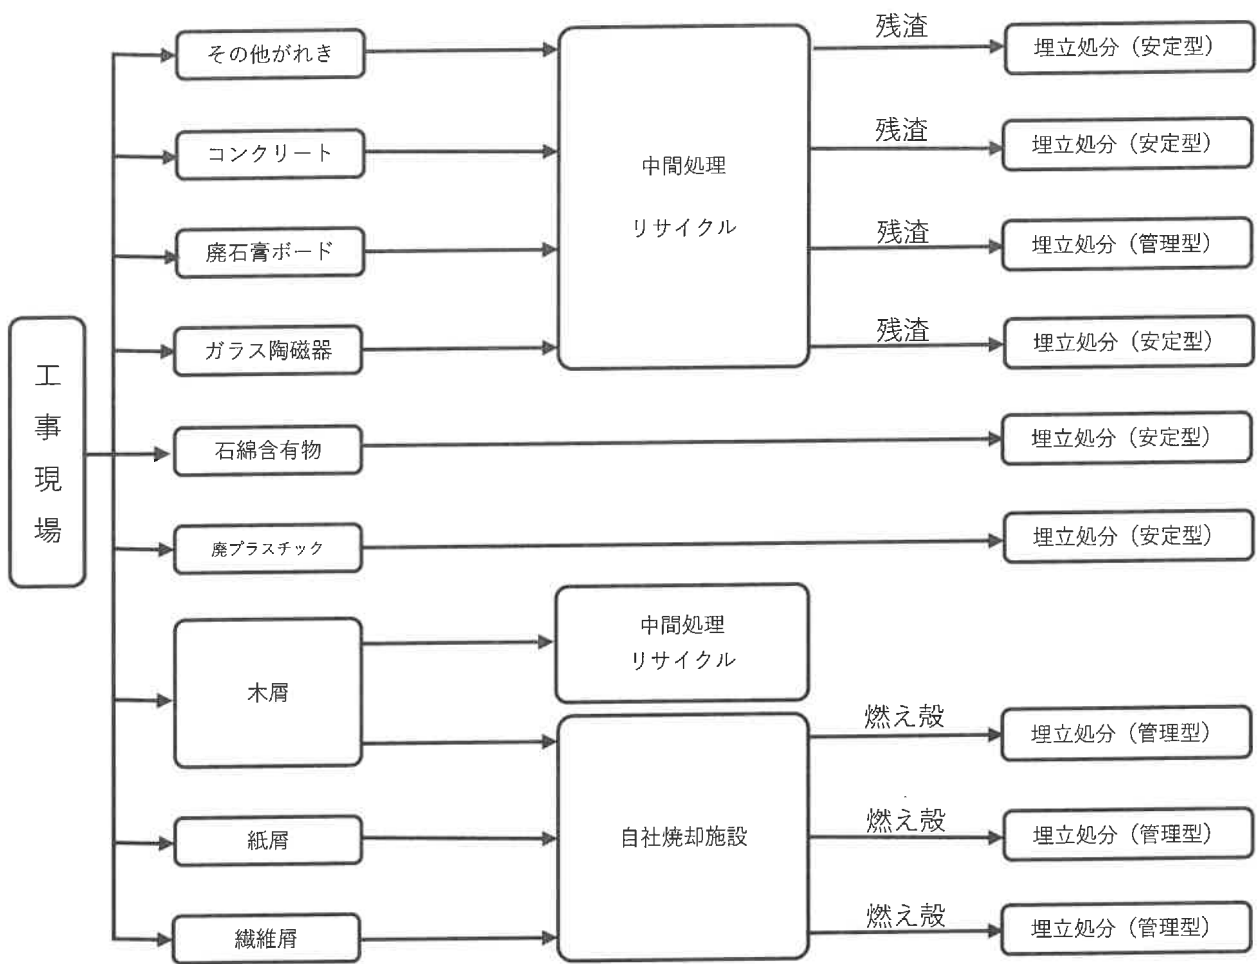 工事現場
その他がれき
コンクリート
廃石膏ボード
ガラス陶磁器
石綿含有物
廃プラスチック
木屑
紙屑
繊維屑
中間処理
リサイクル
中間処理
リサイクル
自社焼却施設
残渣
残渣
残渣
残渣
燃え殻
燃え殻
燃え殻
埋立処分（安定型）
埋立処分（安定型）
埋立処分（管理型）
埋立処分（安定型）
埋立処分（安定型）
埋立処分（安定型）
埋立処分（管理型）
埋立処分（管理型）
埋立処分（管理型）